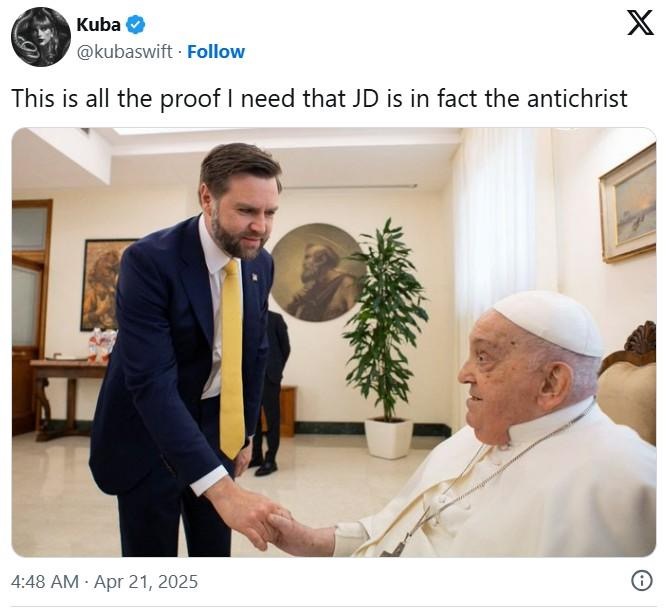 Kuba
@kubaswift · Follow
This is all the proof I need that JD is in fact the antichrist
4:48 AM · Apr 21, 2025